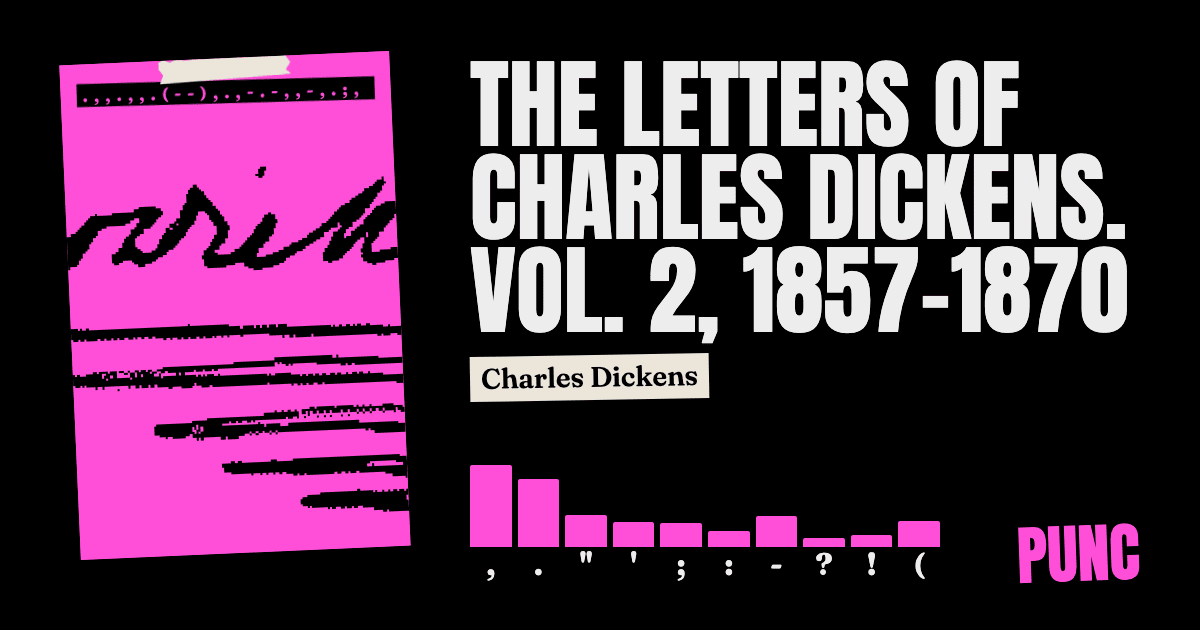 .,,.,,.(--),.,-.-,,-,.;,
THE LETTERS OF
CHARLES DICKENS.
VOL. 2, 1857-1870
Charles Dickens
, . " ' ; : - ? ! (
PUNC